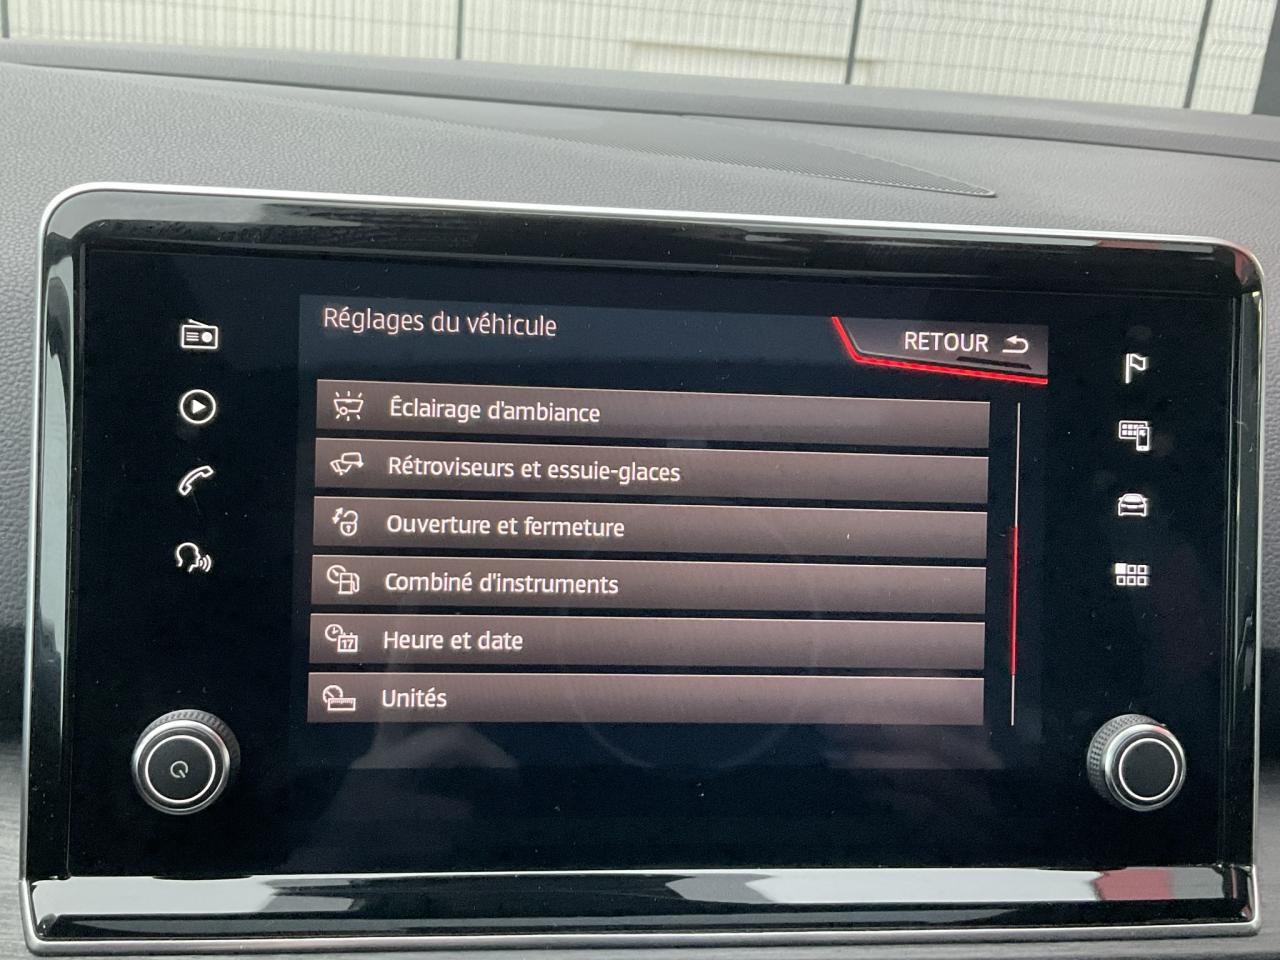 Réglages du véhicule
RETOUR
Éclairage d'ambiance
Rétroviseurs et essuie-glaces
Ouverture et fermeture
Combiné d'instruments
17
Heure et date
Unités